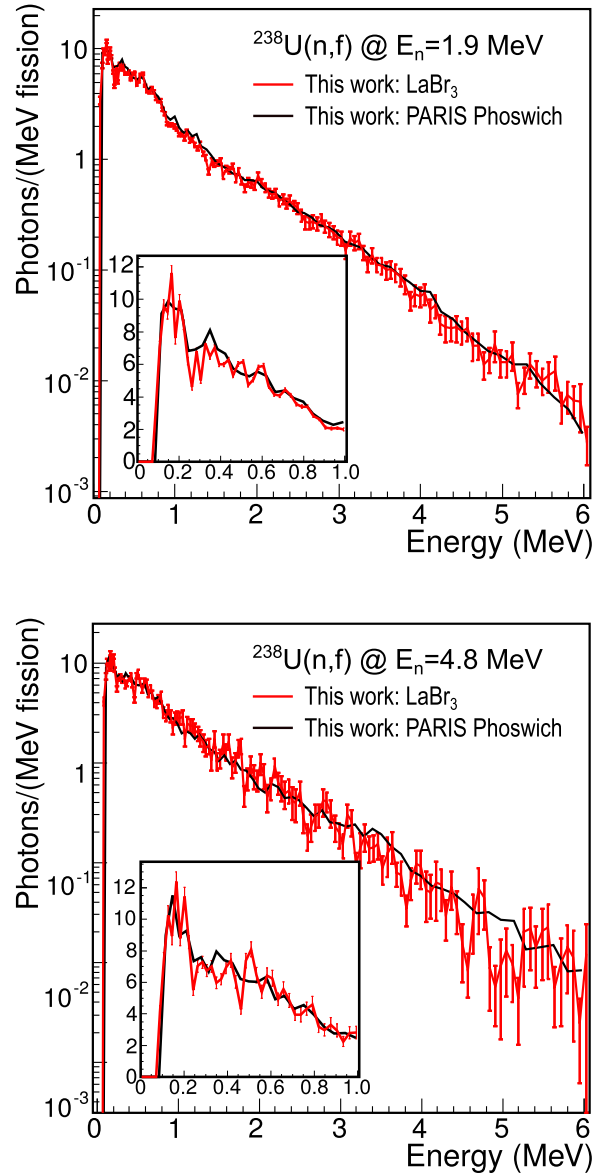 ²³⁸U(n,f) @ Eₙ=1.9 MeV
This work: LaBr₃
This work: PARIS Phoswich
Photons/(MeV fission)
10
1
10⁻¹
10⁻²
10⁻³
12
10
8
6
4
2
0
0 0.2 0.4 0.6 0.8 1.0
0 1 2 3 4 5 6
Energy (MeV)
²³⁸U(n,f) @ Eₙ=4.8 MeV
This work: LaBr₃
This work: PARIS Phoswich
Photons/(MeV fission)
10
1
10⁻¹
10⁻²
10⁻³
12
10
8
6
4
2
0
0 0.2 0.4 0.6 0.8 1.0
0 1 2 3 4 5 6
Energy (MeV)